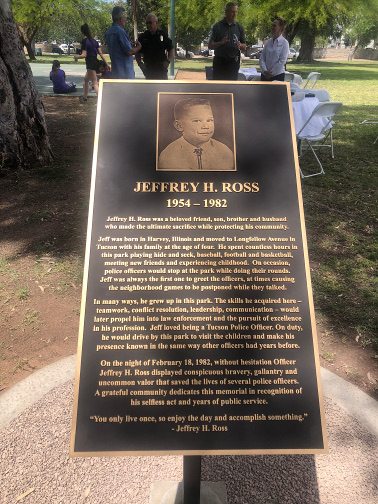 JEFFREY H. ROSS
1954 – 1982
Jeffrey H. Ross was a beloved friend, son, brother and husband
who made the ultimate sacrifice while protecting his community.
Jeff was born in Harvey, Illinois and moved to Longfellow Avenue in
Tucson with his family at the age of four. He spent countless hours in
this park playing hide and seek, baseball, football and basketball,
meeting new friends and experiencing childhood. On occasion,
police officers would stop at the park while doing their rounds.
Jeff was always the first one to greet the officers, at times causing
the neighborhood games to be postponed while they talked.
In many ways, he grew up in this park. The skills he acquired here –
teamwork, conflict resolution, leadership, communication – would
later propel him into law enforcement and the pursuit of excellence
in his profession. Jeff loved being a Tucson Police Officer. On duty,
he would drive by this park to visit the children and make his
presence known in the same way other officers had years before.
On the night of February 18, 1982, without hesitation Officer
Jeffrey H. Ross displayed conspicuous bravery, gallantry and
uncommon valor that saved the lives of several police officers.
A grateful community dedicates this memorial in recognition of
his selfless act and years of public service.
“You only live once, so enjoy the day and accomplish something.”
- Jeffrey H. Ross